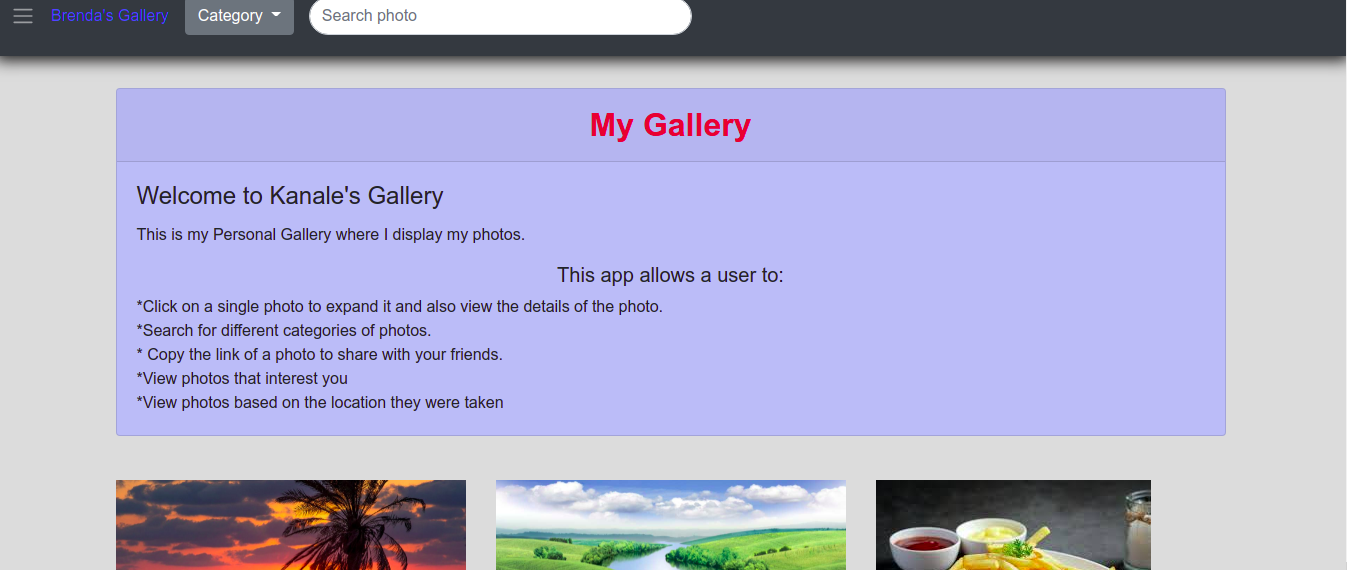 Brenda's Gallery Category Search photo
My Gallery
Welcome to Kanale's Gallery
This is my Personal Gallery where I display my photos.
This app allows a user to:
*Click on a single photo to expand it and also view the details of the photo.
*Search for different categories of photos.
* Copy the link of a photo to share with your friends.
*View photos that interest you
*View photos based on the location they were taken